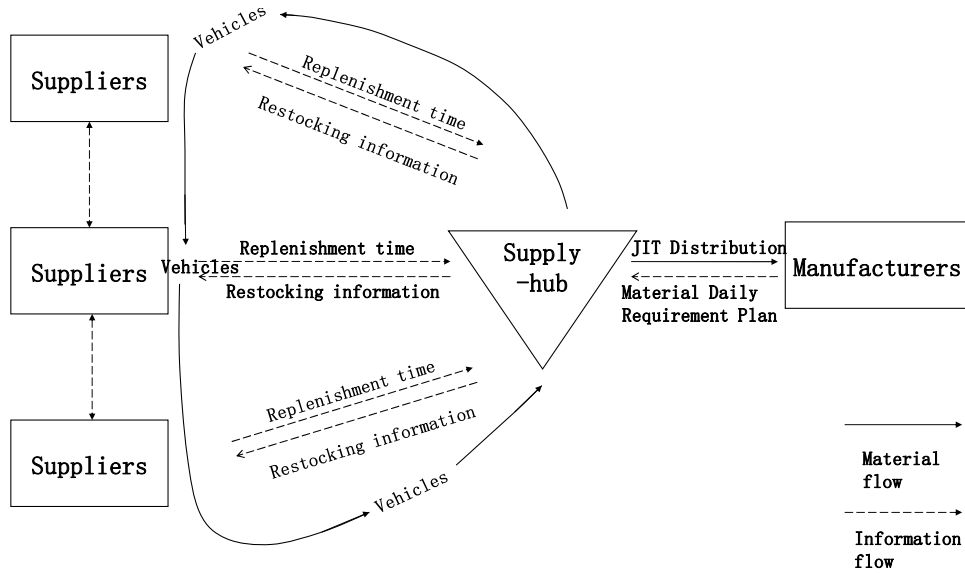 Vehicles
Suppliers
Replenishment time
Restocking information
Suppliers
Vehicles
Replenishment time
Restocking information
Supply
-hub
JIT Distribution
Material Daily
Requirement Plan
Manufacturers
Replenishment time
Restocking information
Suppliers
Vehicles
Material
flow
Information
flow